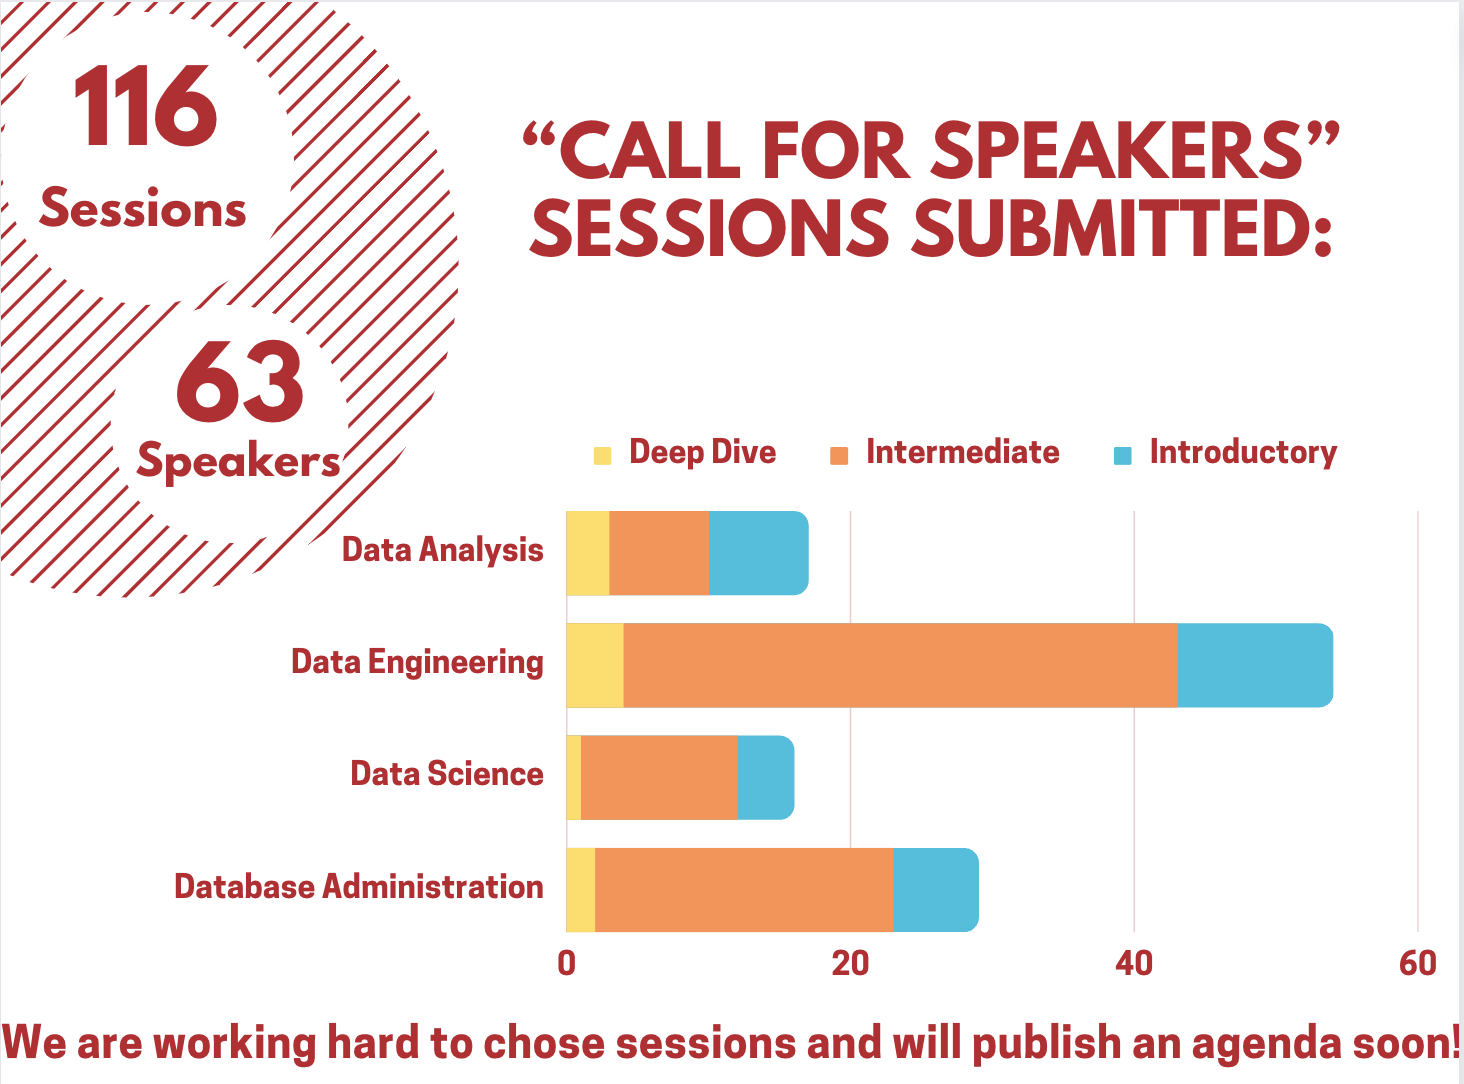 116
Sessions
63
Speakers
“CALL FOR SPEAKERS”
SESSIONS SUBMITTED:
Deep Dive Intermediate Introductory
Data Analysis
Data Engineering
Data Science
Database Administration
0 20 40 60
We are working hard to chose sessions and will publish an agenda soon!